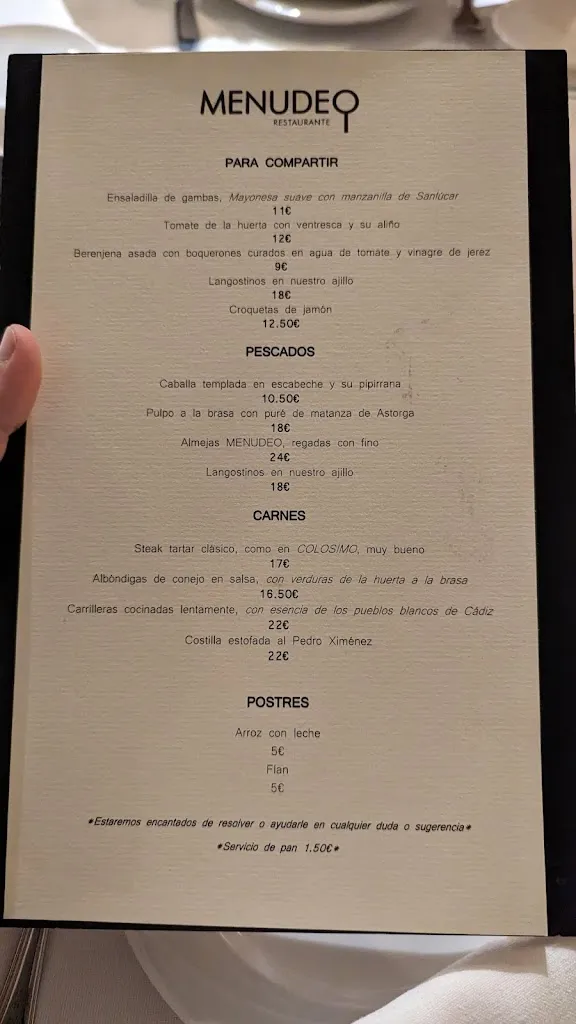 MENUDEO
RESTAURANTE
PARA COMPARTIR
Ensaladilla de gambas, Mayonesa suave con manzanilla de Sanlúcar
11€
Tomate de la huerta con ventresca y su aliño
12€
Berenjena asada con boquerones curados en agua de tomate y vinagre de jerez
9€
Langostinos en nuestro ajillo
18€
Croquetas de jamón
12.50€
PESCADOS
Caballa templada en escabeche y su pipirrana
10.50€
Pulpo a la brasa con puré de matanza de Astorga
18€
Almejas MENUDEO, regadas con fino
24€
Langostinos en nuestro ajillo
18€
CARNES
Steak tartar clásico, como en COLOSIMO, muy bueno
17€
Albóndigas de conejo en salsa, con verduras de la huerta a la brasa
16.50€
Carrilleras cocinadas lentamente, con esencia de los pueblos blancos de Cádiz
22€
Costilla estofada al Pedro Ximénez
22€
POSTRES
Arroz con leche
5€
Flan
5€
*Estaremos encantados de resolver o ayudarle en cualquier duda o sugerencia*
*Servicio de pan 1.50€*